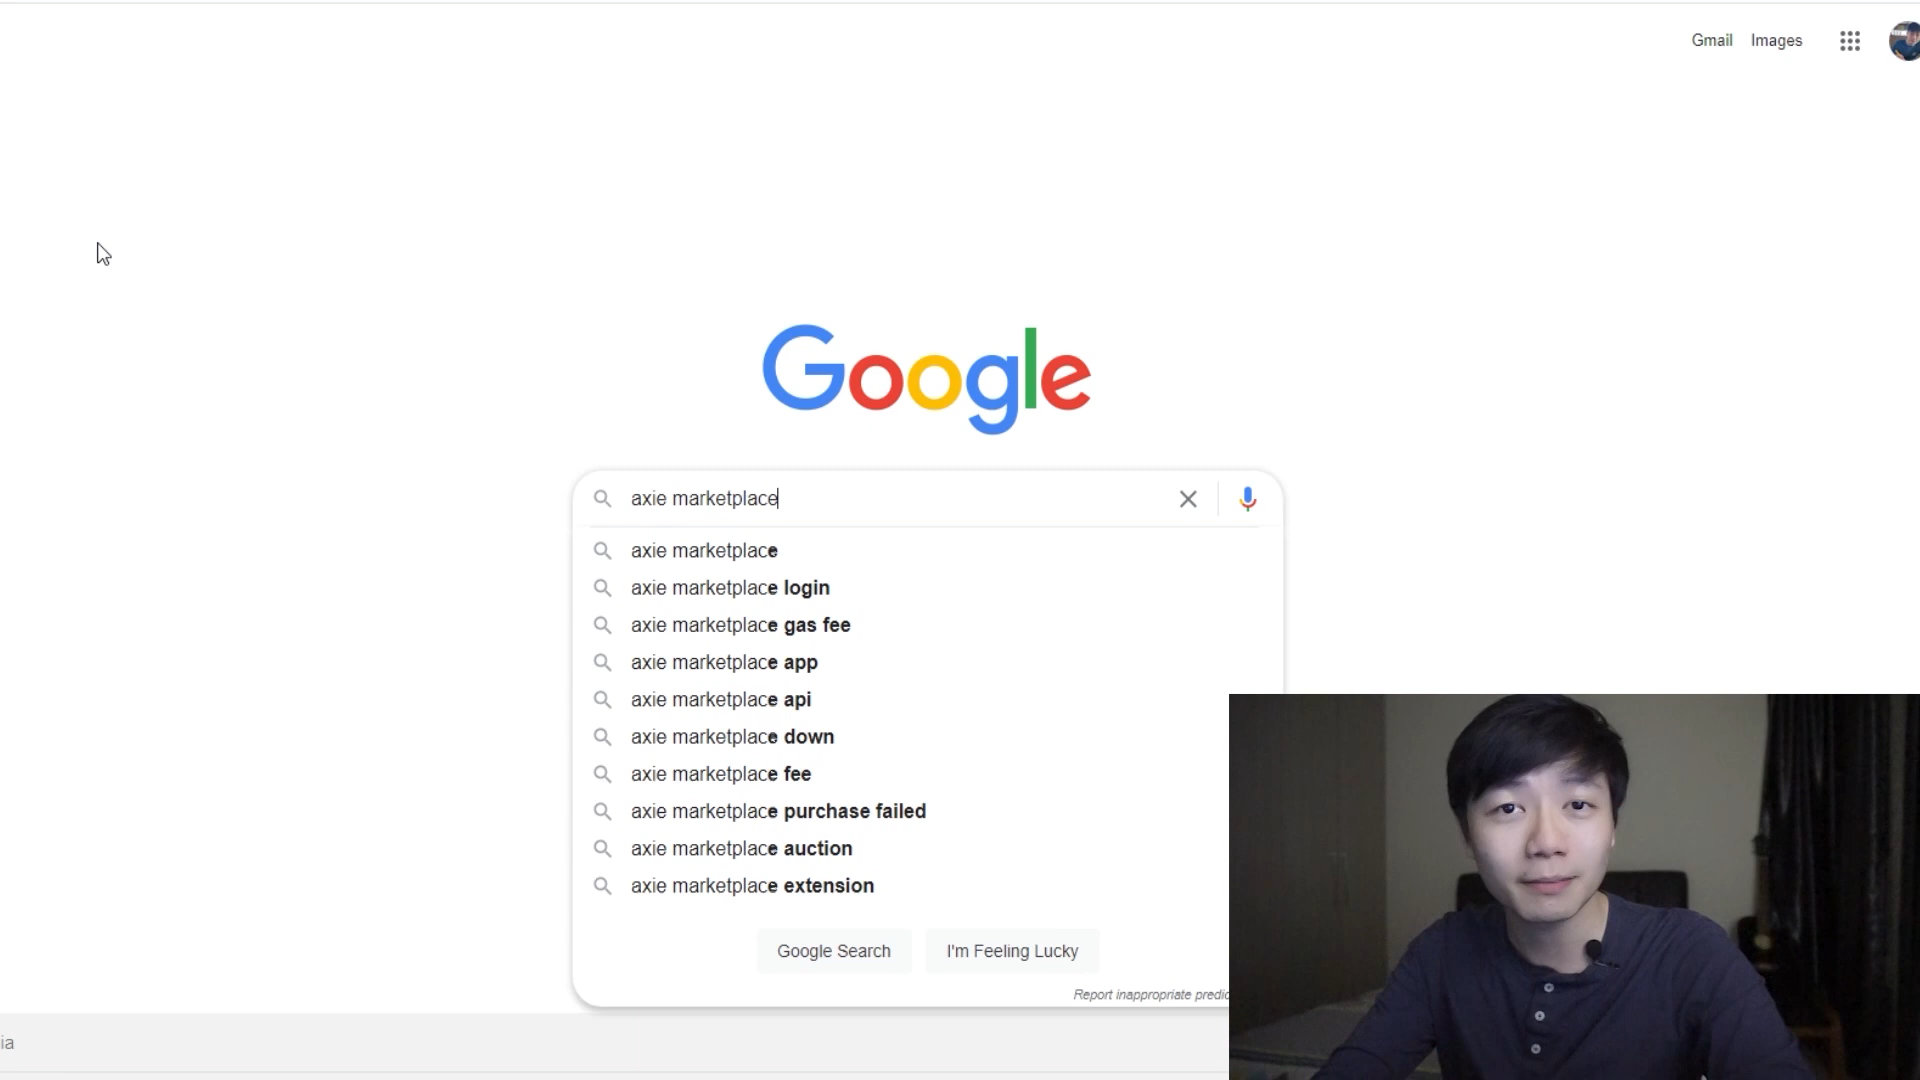 Gmail Images
Google
axie marketplace
axie marketplace
axie marketplace login
axie marketplace gas fee
axie marketplace app
axie marketplace api
axie marketplace down
axie marketplace fee
axie marketplace purchase failed
axie marketplace auction
axie marketplace extension
Google Search I'm Feeling Lucky
Report inappropriate predic
ia